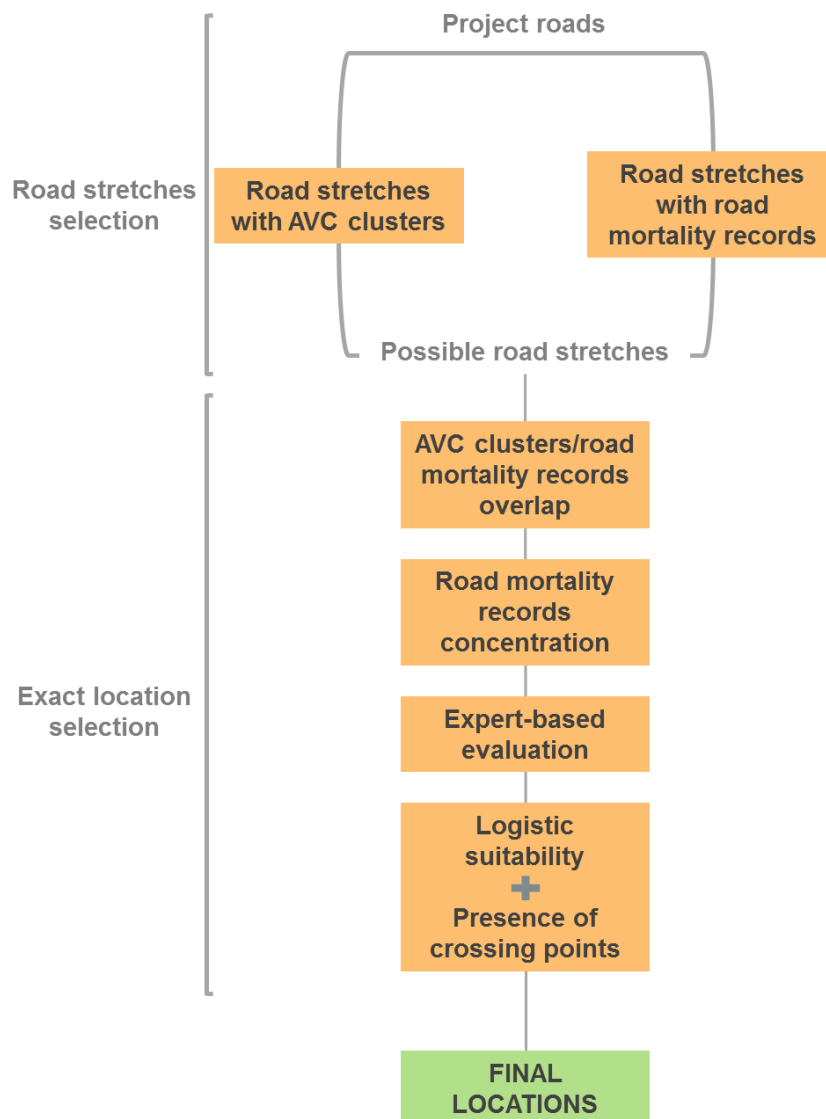 Project roads
Road stretches
selection
Road stretches
with AVC clusters
Road stretches
with road
mortality records
Possible road stretches
AVC clusters/road
mortality records
overlap
Road mortality
records
concentration
Exact location
selection
Expert-based
evaluation
Logistic
suitability
+
Presence of
crossing points
FINAL
LOCATIONS